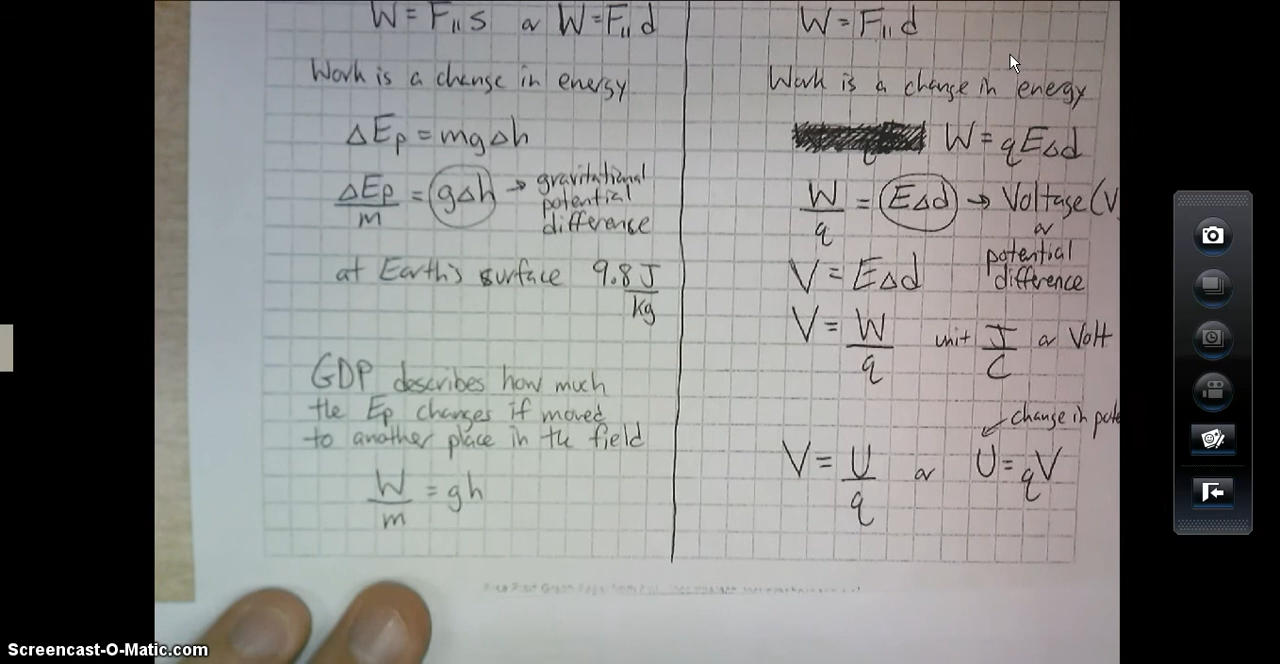 W = F∥ s or W = F∥ d
Work is a change in energy
ΔEp = mgΔh
ΔEp/m = gΔh → gravitational
potential
difference
at Earth's surface 9.8 J/kg
GDP describes how much
the Ep changes if moved
to another place in the field
W/m = gh
W = F∥ d
Work is a change in energy
W = qEΔd
W/q = EΔd → Voltage (V
or
potential
difference
V = EΔd
V = W/q unit J/C or Volt
change in
V = U/q or U = qV
Screencast-O-Matic.com